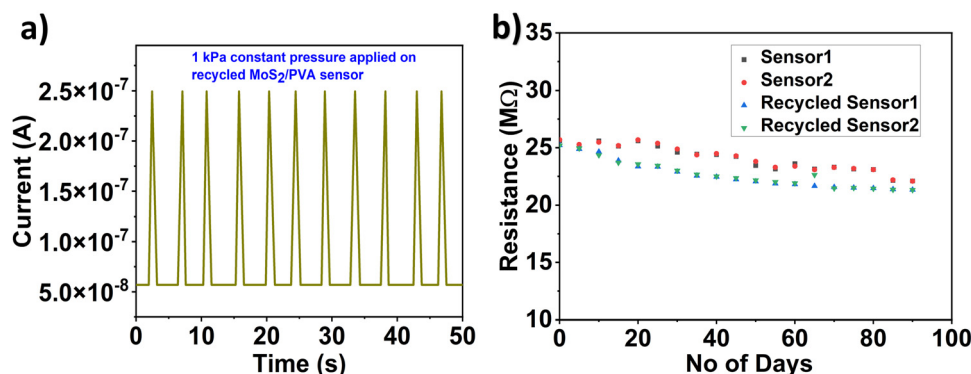 a)
1 kPa constant pressure applied on
recycled MoS₂/PVA sensor
Current (A)
2.5×10⁻⁷
2.0×10⁻⁷
1.5×10⁻⁷
1.0×10⁻⁷
5.0×10⁻⁸
0 10 20 30 40 50
Time (s)
b)
Sensor1
Sensor2
Recycled Sensor1
Recycled Sensor2
Resistance (MΩ)
35
30
25
20
15
10
0 20 40 60 80 100
No of Days